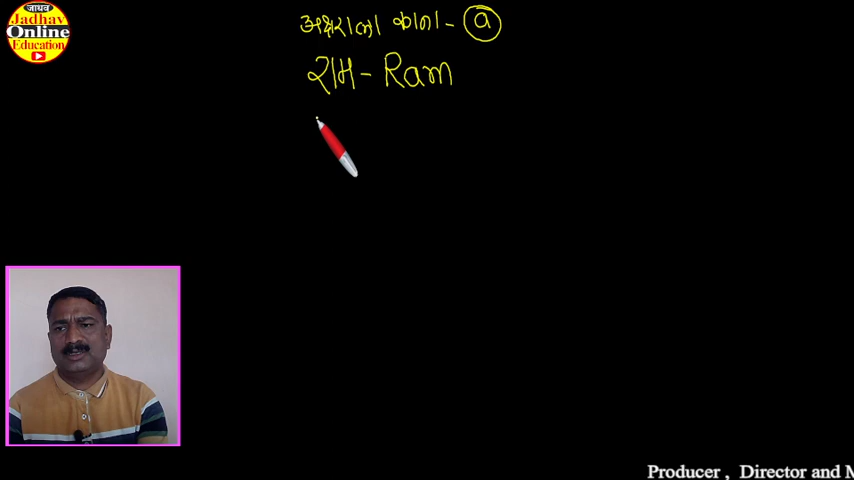 जाधव
Jadhav
Online
Education
अक्षराला काना - a
राम - Ram
Producer , Director and M